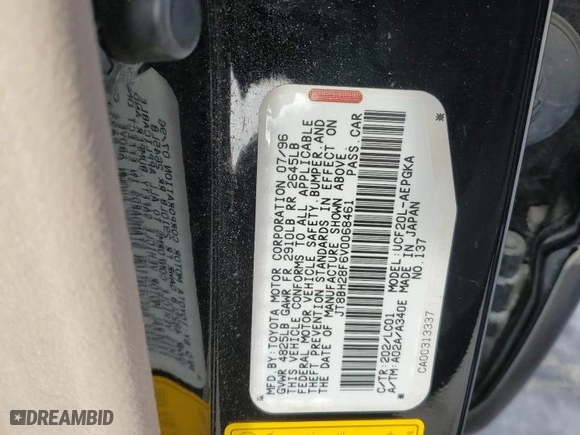 MFD.BY:TOYOTA MOTOR CORPORATION 07/96
GVWR 4825LB GAWR FR 2910LB RR 2645LB
THIS VEHICLE CONFORMS TO ALL APPLICABLE
FEDERAL MOTOR VEHICLE SAFETY, BUMPER, AND
THEFT PREVENTION STANDARDS IN EFFECT ON
THE DATE OF MANUFACTURE SHOWN ABOVE
JT8BH28F6V0068461 PASS.CAR
C/TR:202/LC01 MODEL:UCF20L-AEPGKA
A/TM:A02A/A340E MADE IN JAPAN
NO.137
CA00313337
DREAMBID